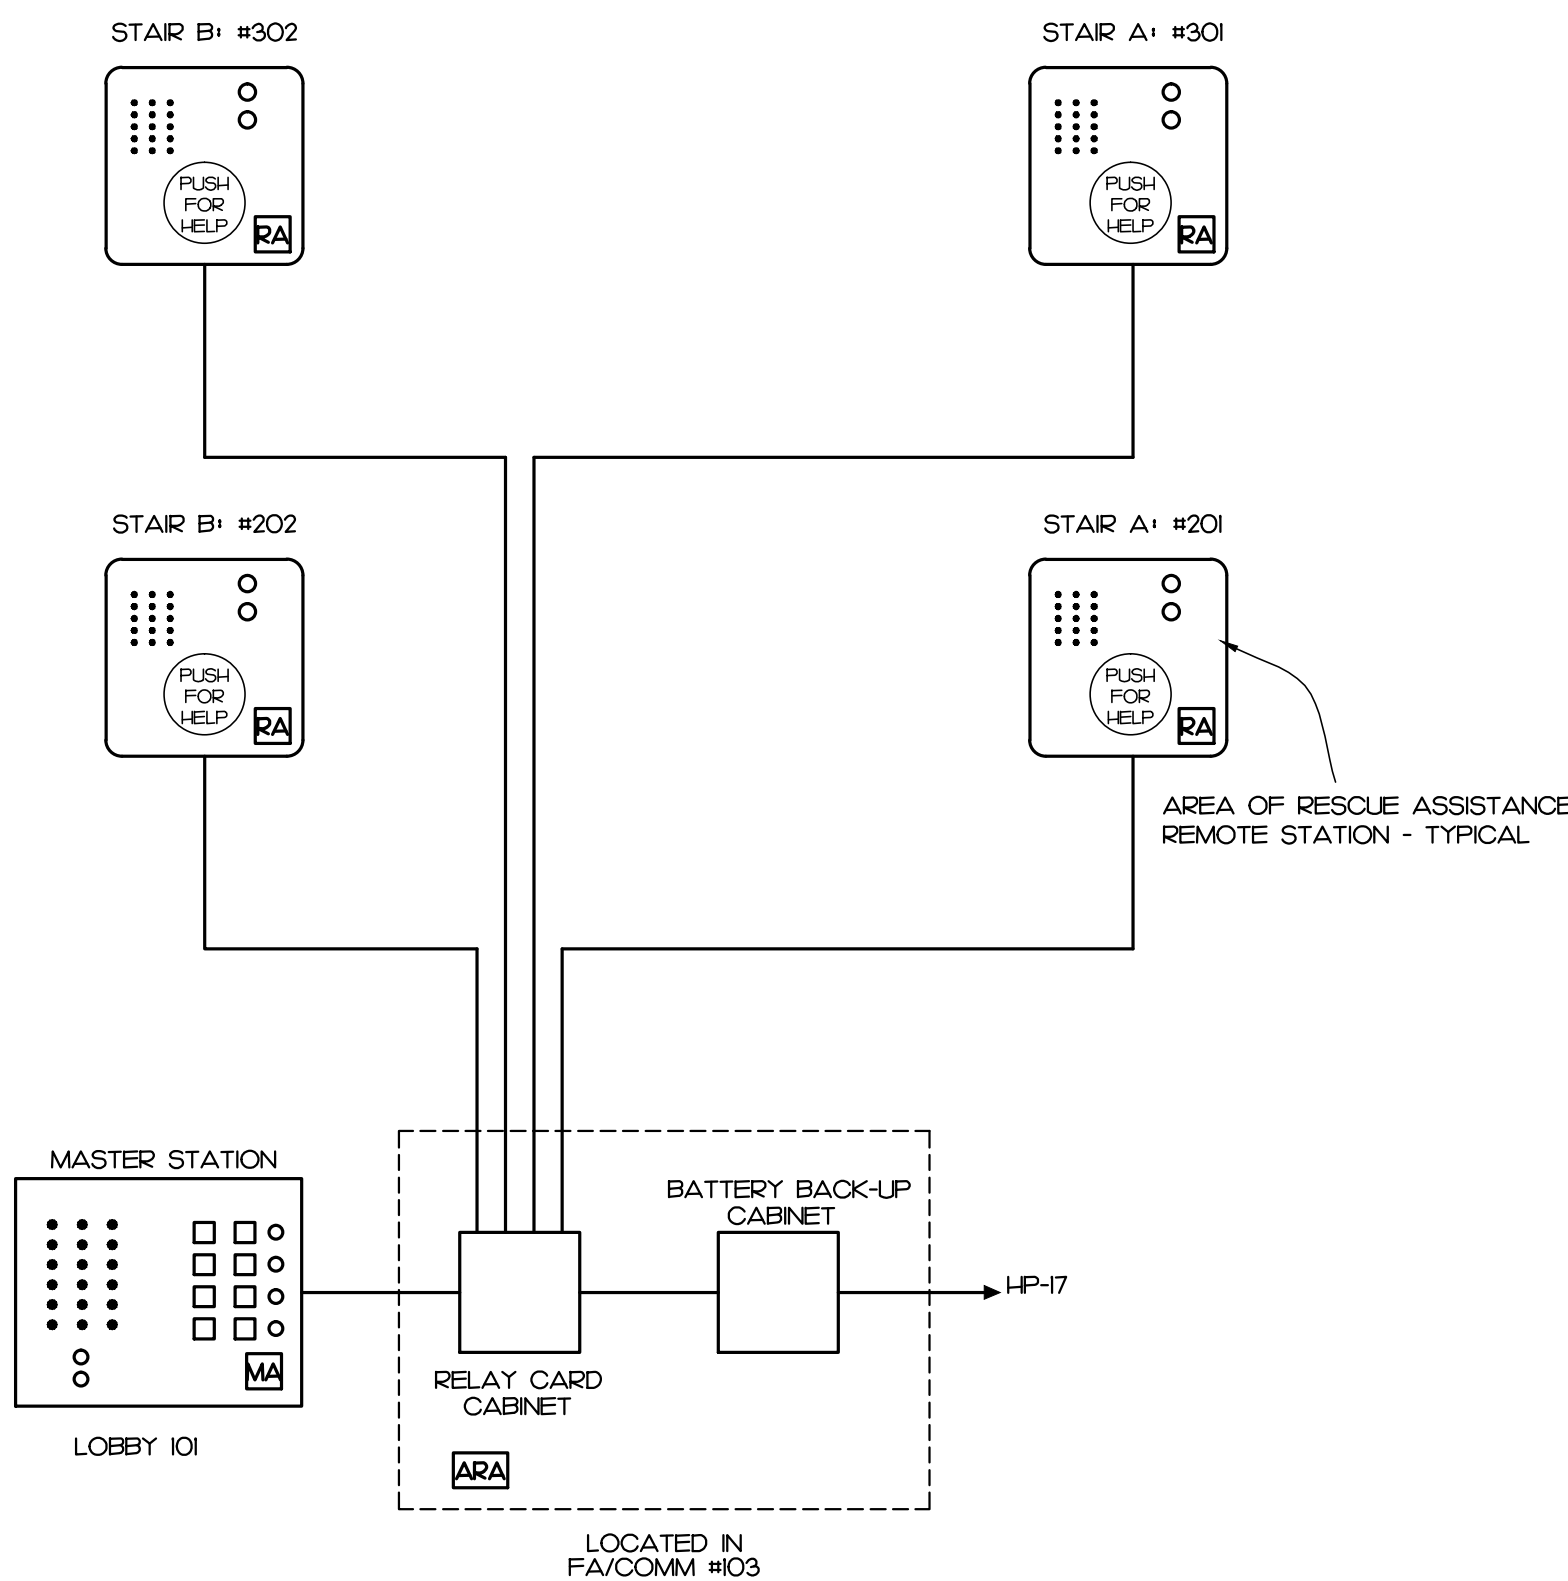 STAIR B: #302
STAIR A: #301
PUSH
FOR
HELP
RA
PUSH
FOR
HELP
RA
STAIR B: #202
STAIR A: #201
PUSH
FOR
HELP
RA
PUSH
FOR
HELP
RA
AREA OF RESCUE ASSISTANCE
REMOTE STATION - TYPICAL
MASTER STATION
BATTERY BACK-UP
CABINET
HP-17
MA
RELAY CARD
CABINET
LOBBY 101
ARA
LOCATED IN
FA/COMM #103